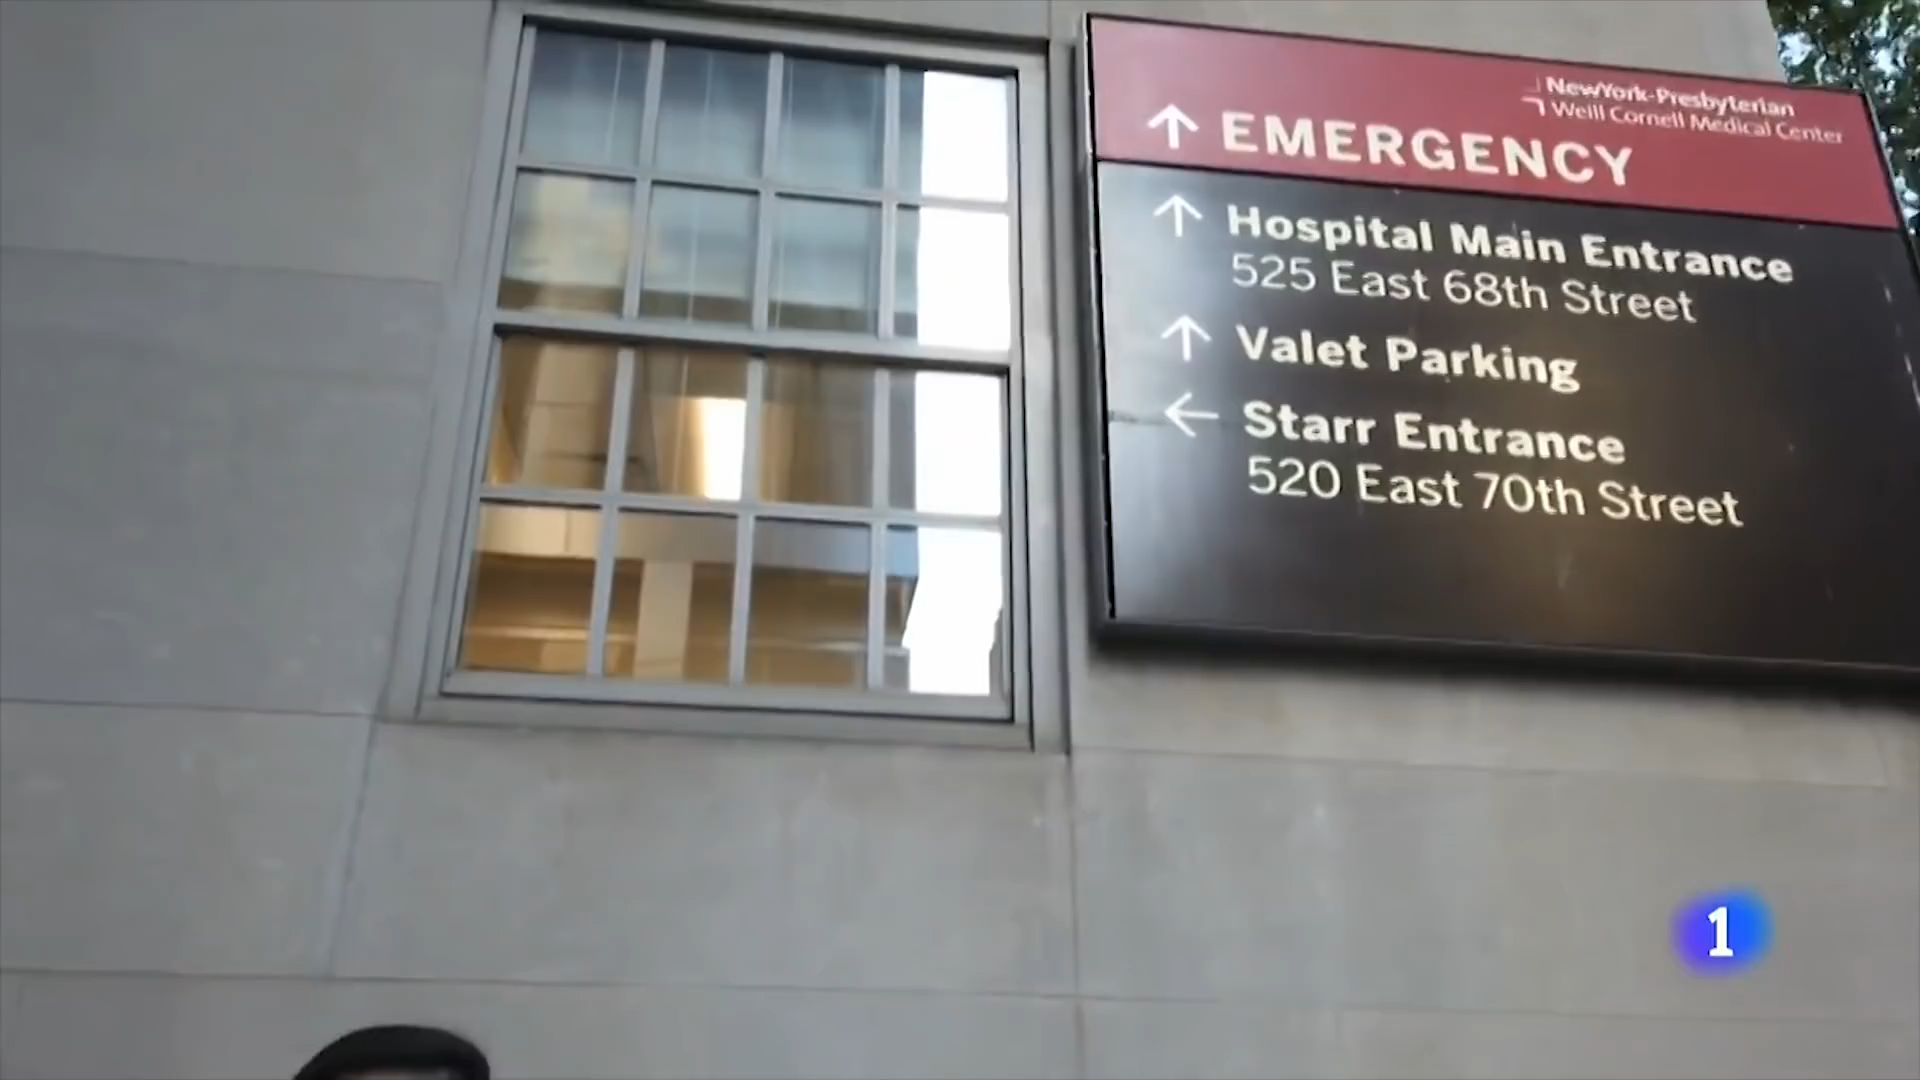 NewYork-Presbyterian
Weill Cornell Medical Center
EMERGENCY
Hospital Main Entrance
525 East 68th Street
Valet Parking
Starr Entrance
520 East 70th Street
1